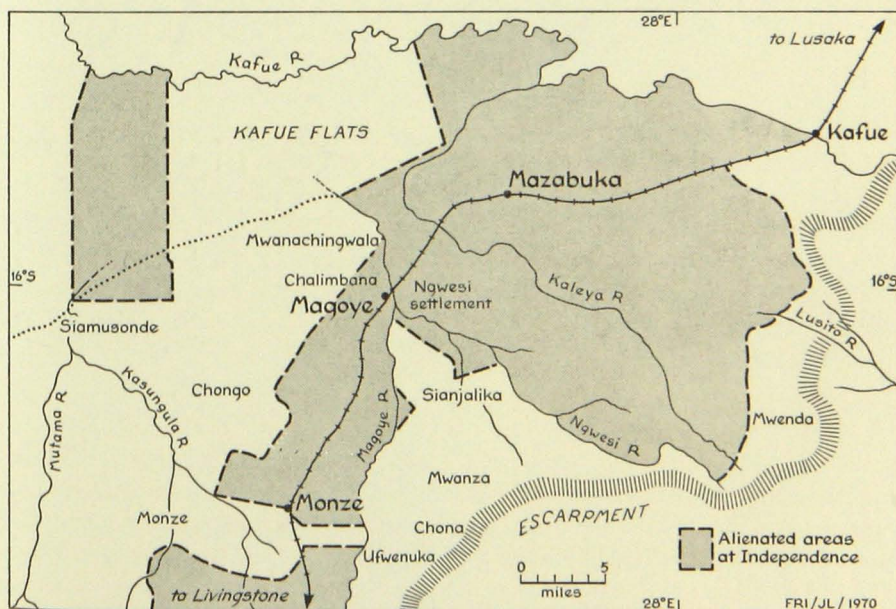 28°E
to Lusaka
Kafue R
KAFUE FLATS
Kafue
Mazabuka
Mwanachingwala
16°S
Chalimbana
Magoye
Ngwesi
settlement
Kaleya R
16°S
Lusito R
Siamusonde
Chongo
Kasungula R
Mutama R
Magoye R
Sianjalika
Ngwesi R
Mwenda
Mwanza
Monze
Monze
Chona
ESCARPMENT
Ufwenuka
Alienated areas
at Independence
to Livingstone
0 5
miles
28°E
FRI/JL/1970